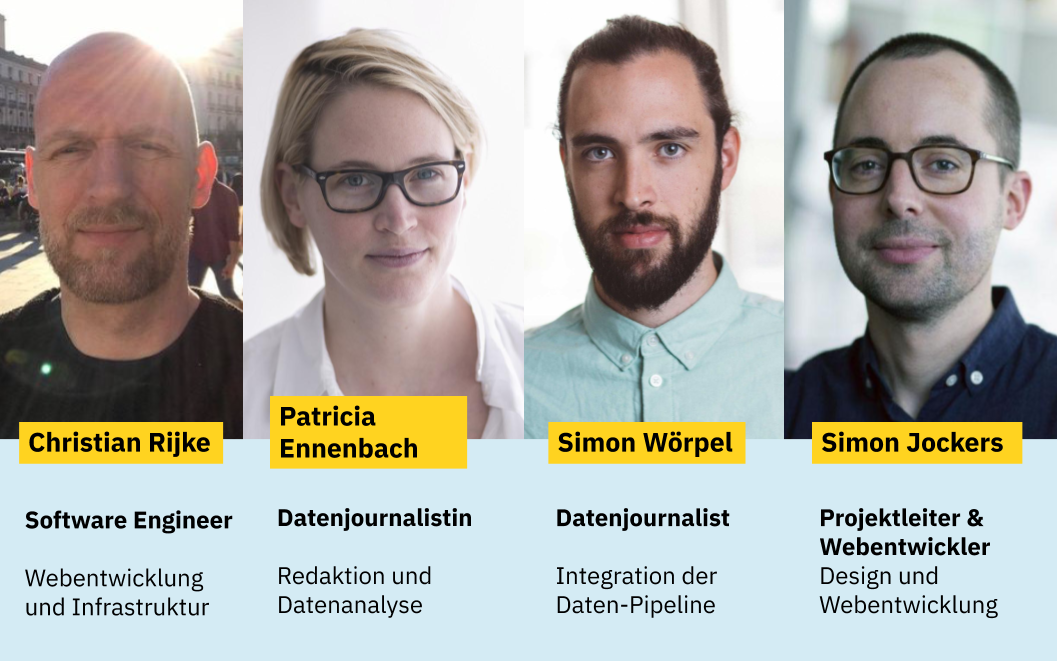 Christian Rijke
Software Engineer
Webentwicklung
und Infrastruktur
Patricia
Ennenbach
Datenjournalistin
Redaktion und
Datenanalyse
Simon Wörpel
Datenjournalist
Integration der
Daten-Pipeline
Simon Jockers
Projektleiter &
Webentwickler
Design und
Webentwicklung